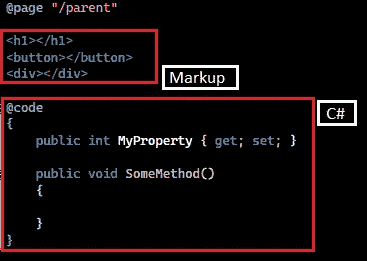 @page "/parent"
<h1></h1>
<button></button>
<div></div>
Markup
@code
C#
{
public int MyProperty { get; set; }
public void SomeMethod()
{
}
}